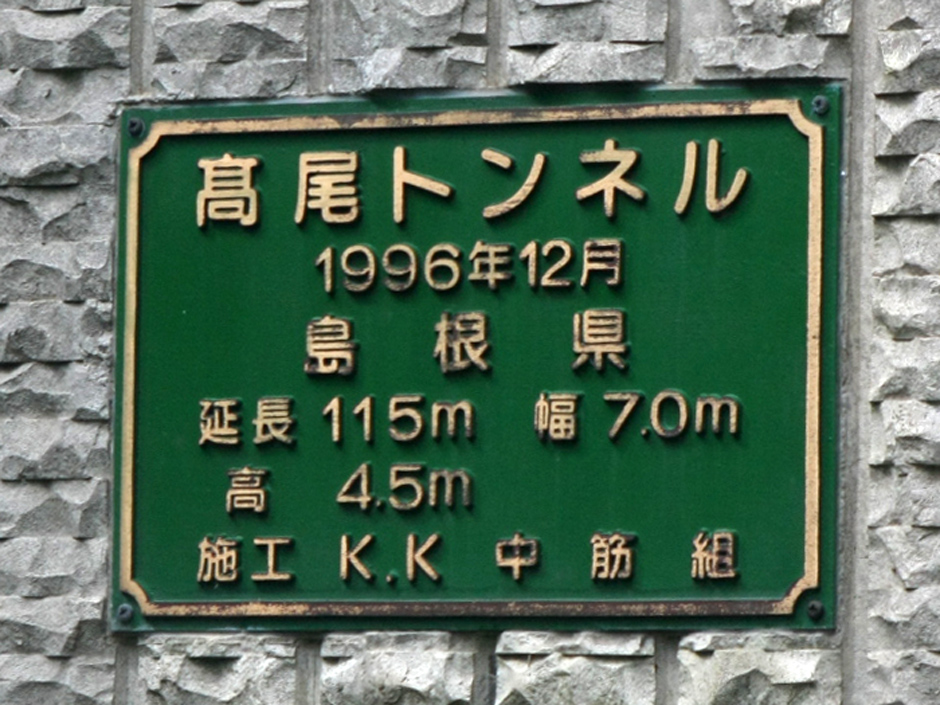 髙尾トンネル
1996年12月
島根県
延長 115m 幅 7.0m
高 4.5m
施工 K.K 中筋組